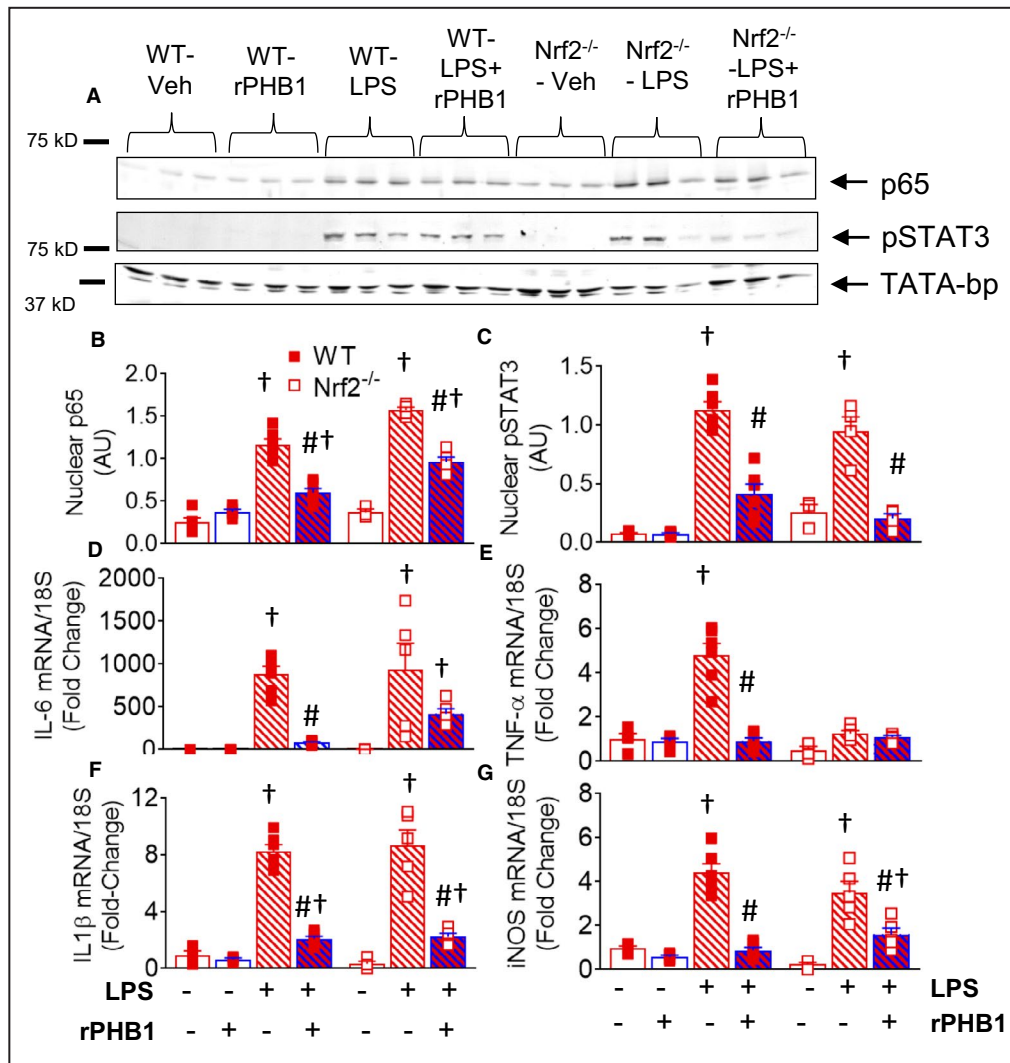 WT-
Veh
WT-
rPHB1
WT-
LPS
WT-
LPS+
rPHB1
Nrf2-/-
- Veh
Nrf2-/-
- LPS
Nrf2-/-
-LPS+
rPHB1
A
75 kD
p65
pSTAT3
75 kD
TATA-bp
37 kD
B
WT
Nrf2-/-
Nuclear p65
(AU)
2.0
1.5
1.0
0.5
0.0
†
#†
†
#†
C
Nuclear pSTAT3
(AU)
1.5
1.0
0.50
0.0
†
#
†
#
D
IL-6 mRNA/18S
(Fold Change)
2000
1500
1000
500
0
†
#
†
†
E
TNF-α mRNA/18S
(Fold Change)
8
6
4
2
0
†
#
F
IL1β mRNA/18S
(Fold-Change)
12
9
6
3
0
†
#†
†
#†
G
iNOS mRNA/18S
(Fold Change)
8
6
4
2
0
†
#
†
#†
LPS - - + + - + +
rPHB1 - + - + - - +
- - + + - + + LPS
- + - + - - + rPHB1